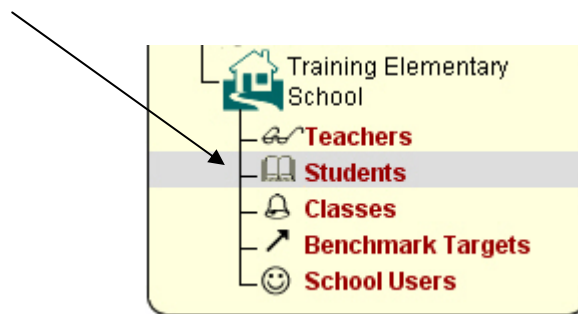 Training Elementary
School
Teachers
Students
Classes
Benchmark Targets
School Users